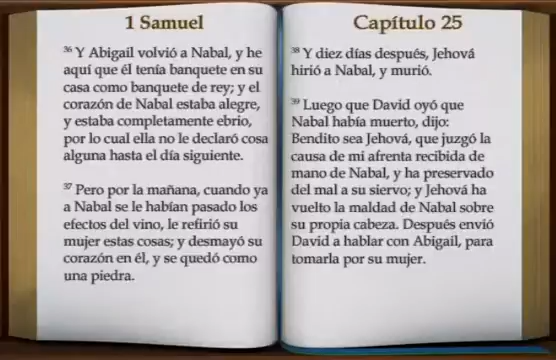 1 Samuel
³⁶ Y Abigail volvió a Nabal, y he
aquí que él tenía banquete en su
casa como banquete de rey; y el
corazón de Nabal estaba alegre,
y estaba completamente ebrio,
por lo cual ella no le declaró cosa
alguna hasta el día siguiente.
³⁷ Pero por la mañana, cuando ya
a Nabal se le habían pasado los
efectos del vino, le refirió su
mujer estas cosas; y desmayó su
corazón en él, y se quedó como
una piedra.
Capítulo 25
³⁸ Y diez días después, Jehová
hirió a Nabal, y murió.
³⁹ Luego que David oyó que
Nabal había muerto, dijo:
Bendito sea Jehová, que juzgó la
causa de mi afrenta recibida de
mano de Nabal, y ha preservado
del mal a su siervo; y Jehová ha
vuelto la maldad de Nabal sobre
su propia cabeza. Después envió
David a hablar con Abigail, para
tomarla por su mujer.